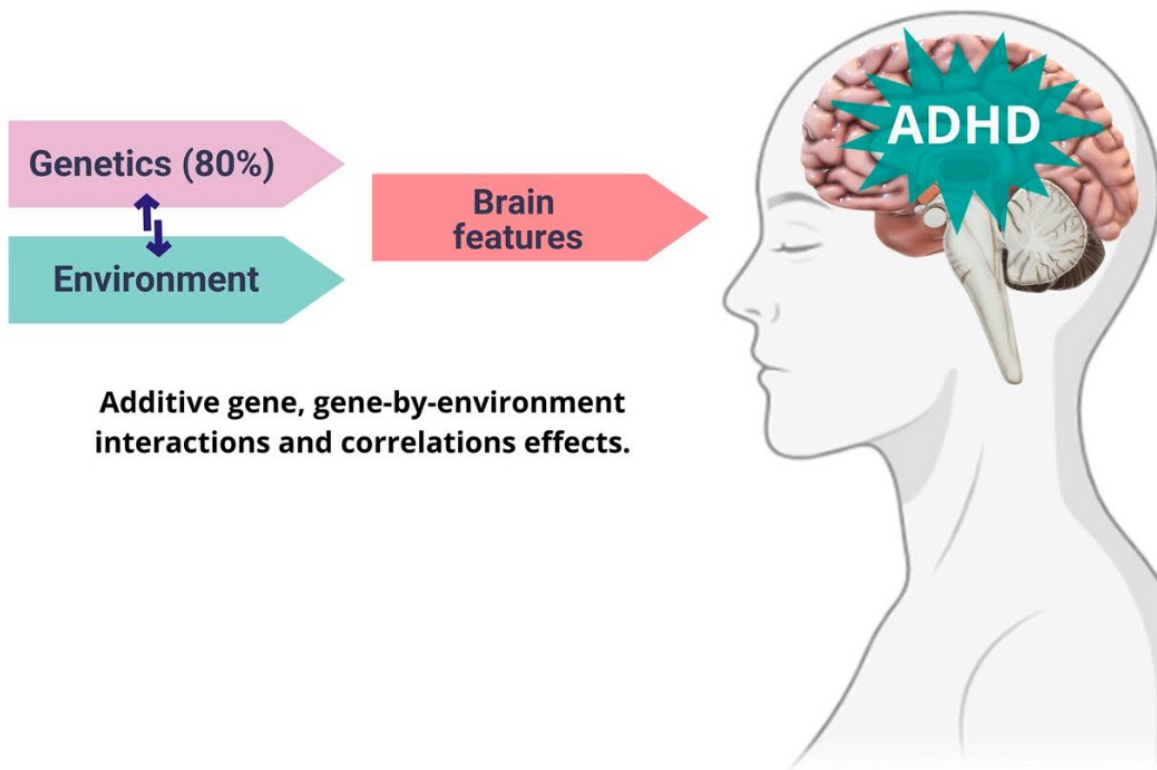 Genetics (80%)
Environment
Brain
features
ADHD
Additive gene, gene-by-environment
interactions and correlations effects.